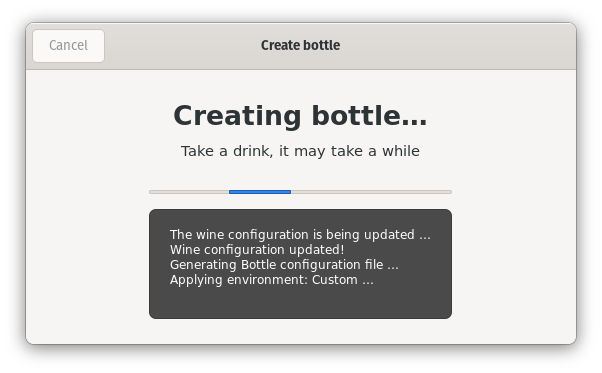 Cancel
Create bottle
Creating bottle…
Take a drink, it may take a while
The wine configuration is being updated …
Wine configuration updated!
Generating Bottle configuration file …
Applying environment: Custom …